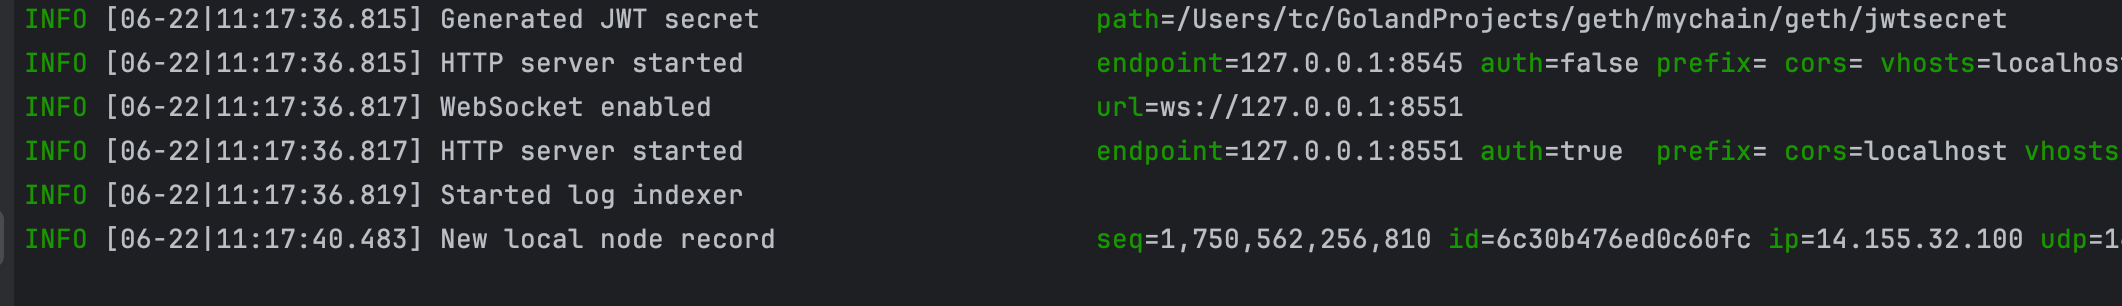 INFO [06-22|11:17:36.815] Generated JWT secret path=/Users/tc/GolandProjects/geth/mychain/geth/jwtsecret
INFO [06-22|11:17:36.815] HTTP server started endpoint=127.0.0.1:8545 auth=false prefix= cors= vhosts=localhos
INFO [06-22|11:17:36.817] WebSocket enabled url=ws://127.0.0.1:8551
INFO [06-22|11:17:36.817] HTTP server started endpoint=127.0.0.1:8551 auth=true prefix= cors=localhost vhosts
INFO [06-22|11:17:36.819] Started log indexer
INFO [06-22|11:17:40.483] New local node record seq=1,750,562,256,810 id=6c30b476ed0c60fc ip=14.155.32.100 udp=1